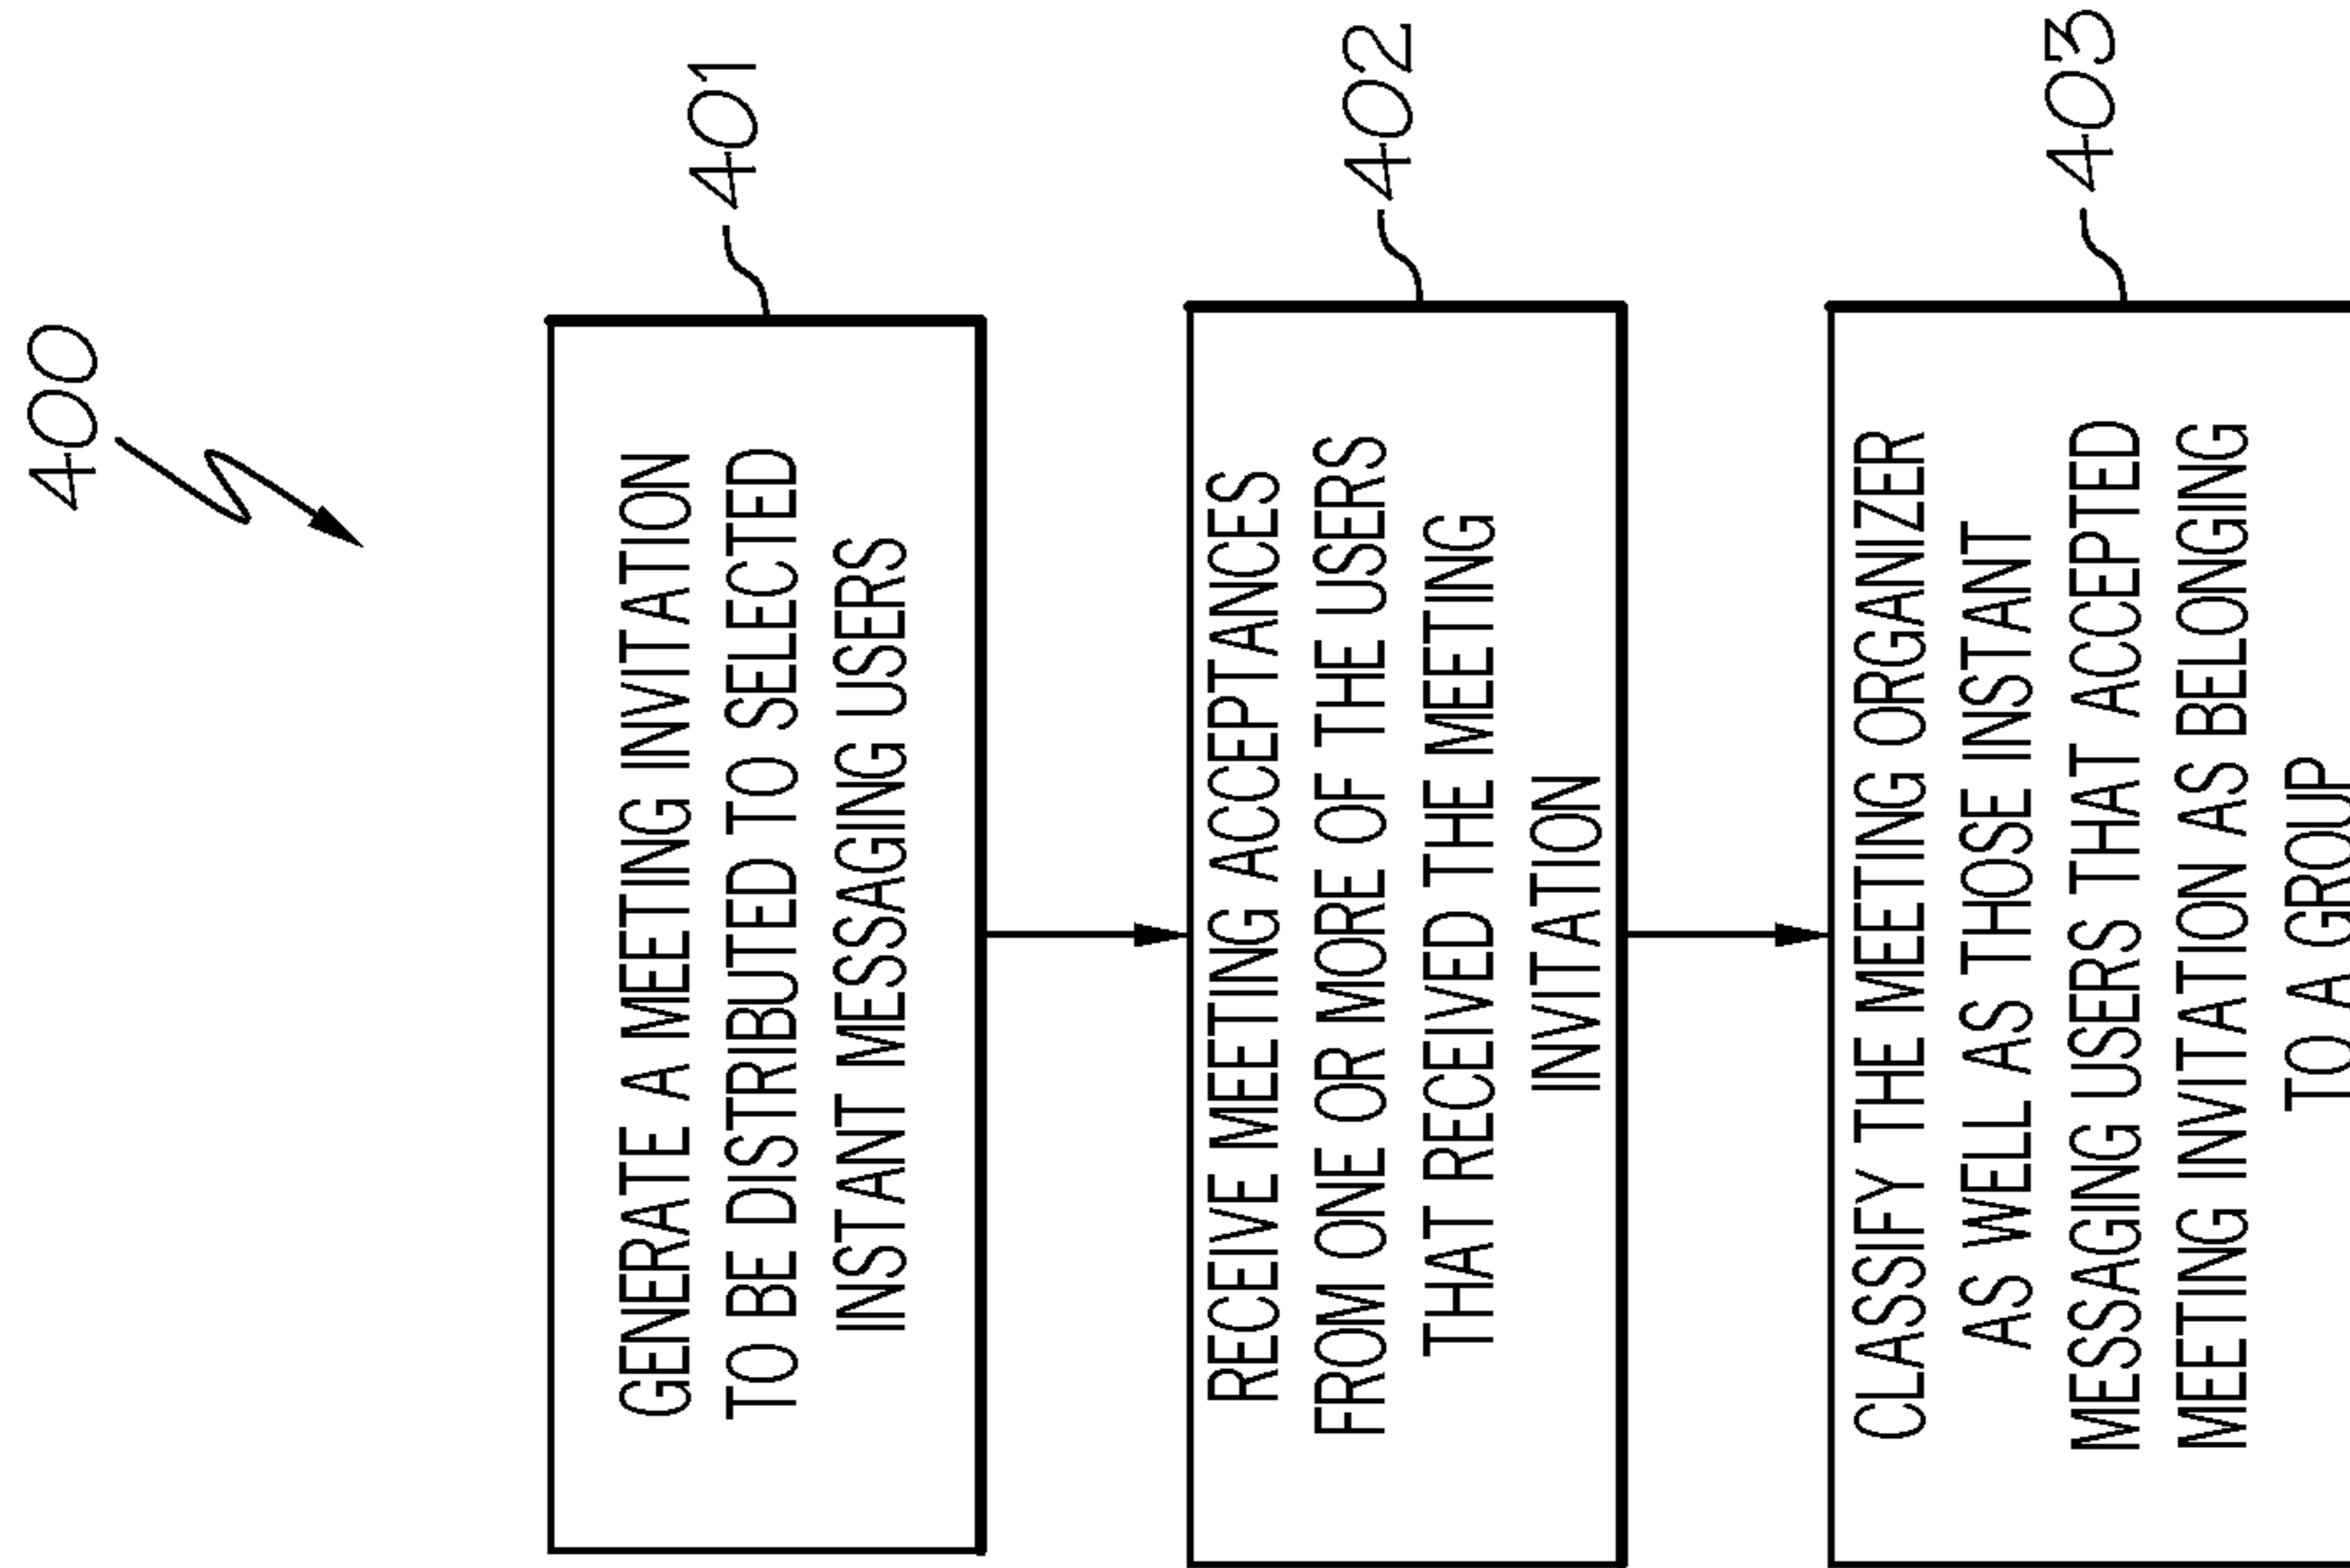 400
401
GENERATE A MEETING INVITATION
TO BE DISTRIBUTED TO SELECTED
INSTANT MESSAGING USERS
402
RECEIVE MEETING ACCEPTANCES
FROM ONE OR MORE OF THE USERS
THAT RECEIVED THE MEETING
INVITATION
403
CLASSIFY THE MEETING ORGANIZER
AS WELL AS THOSE INSTANT
MESSAGING USERS THAT ACCEPTED
MEETING INVITATION AS BELONGING
TO A GROUP